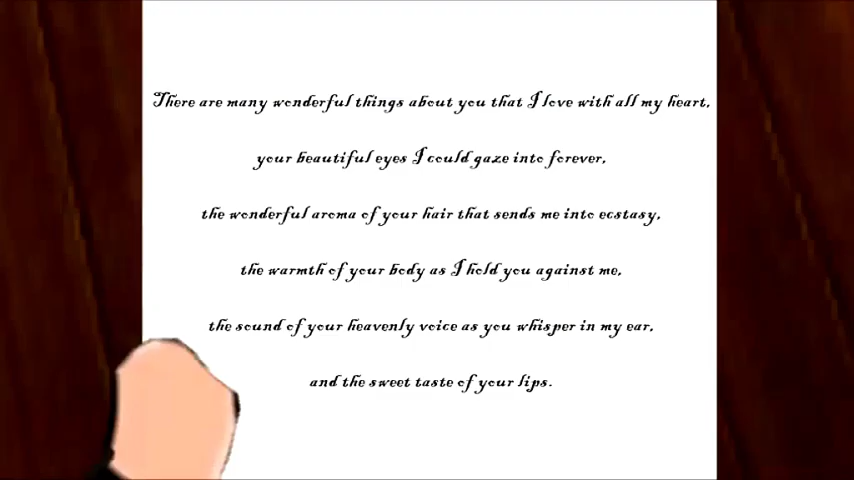 There are many wonderful things about you that I love with all my heart,
your beautiful eyes I could gaze into forever,
the wonderful aroma of your hair that sends me into ecstasy,
the warmth of your body as I hold you against me,
the sound of your heavenly voice as you whisper in my ear,
and the sweet taste of your lips.